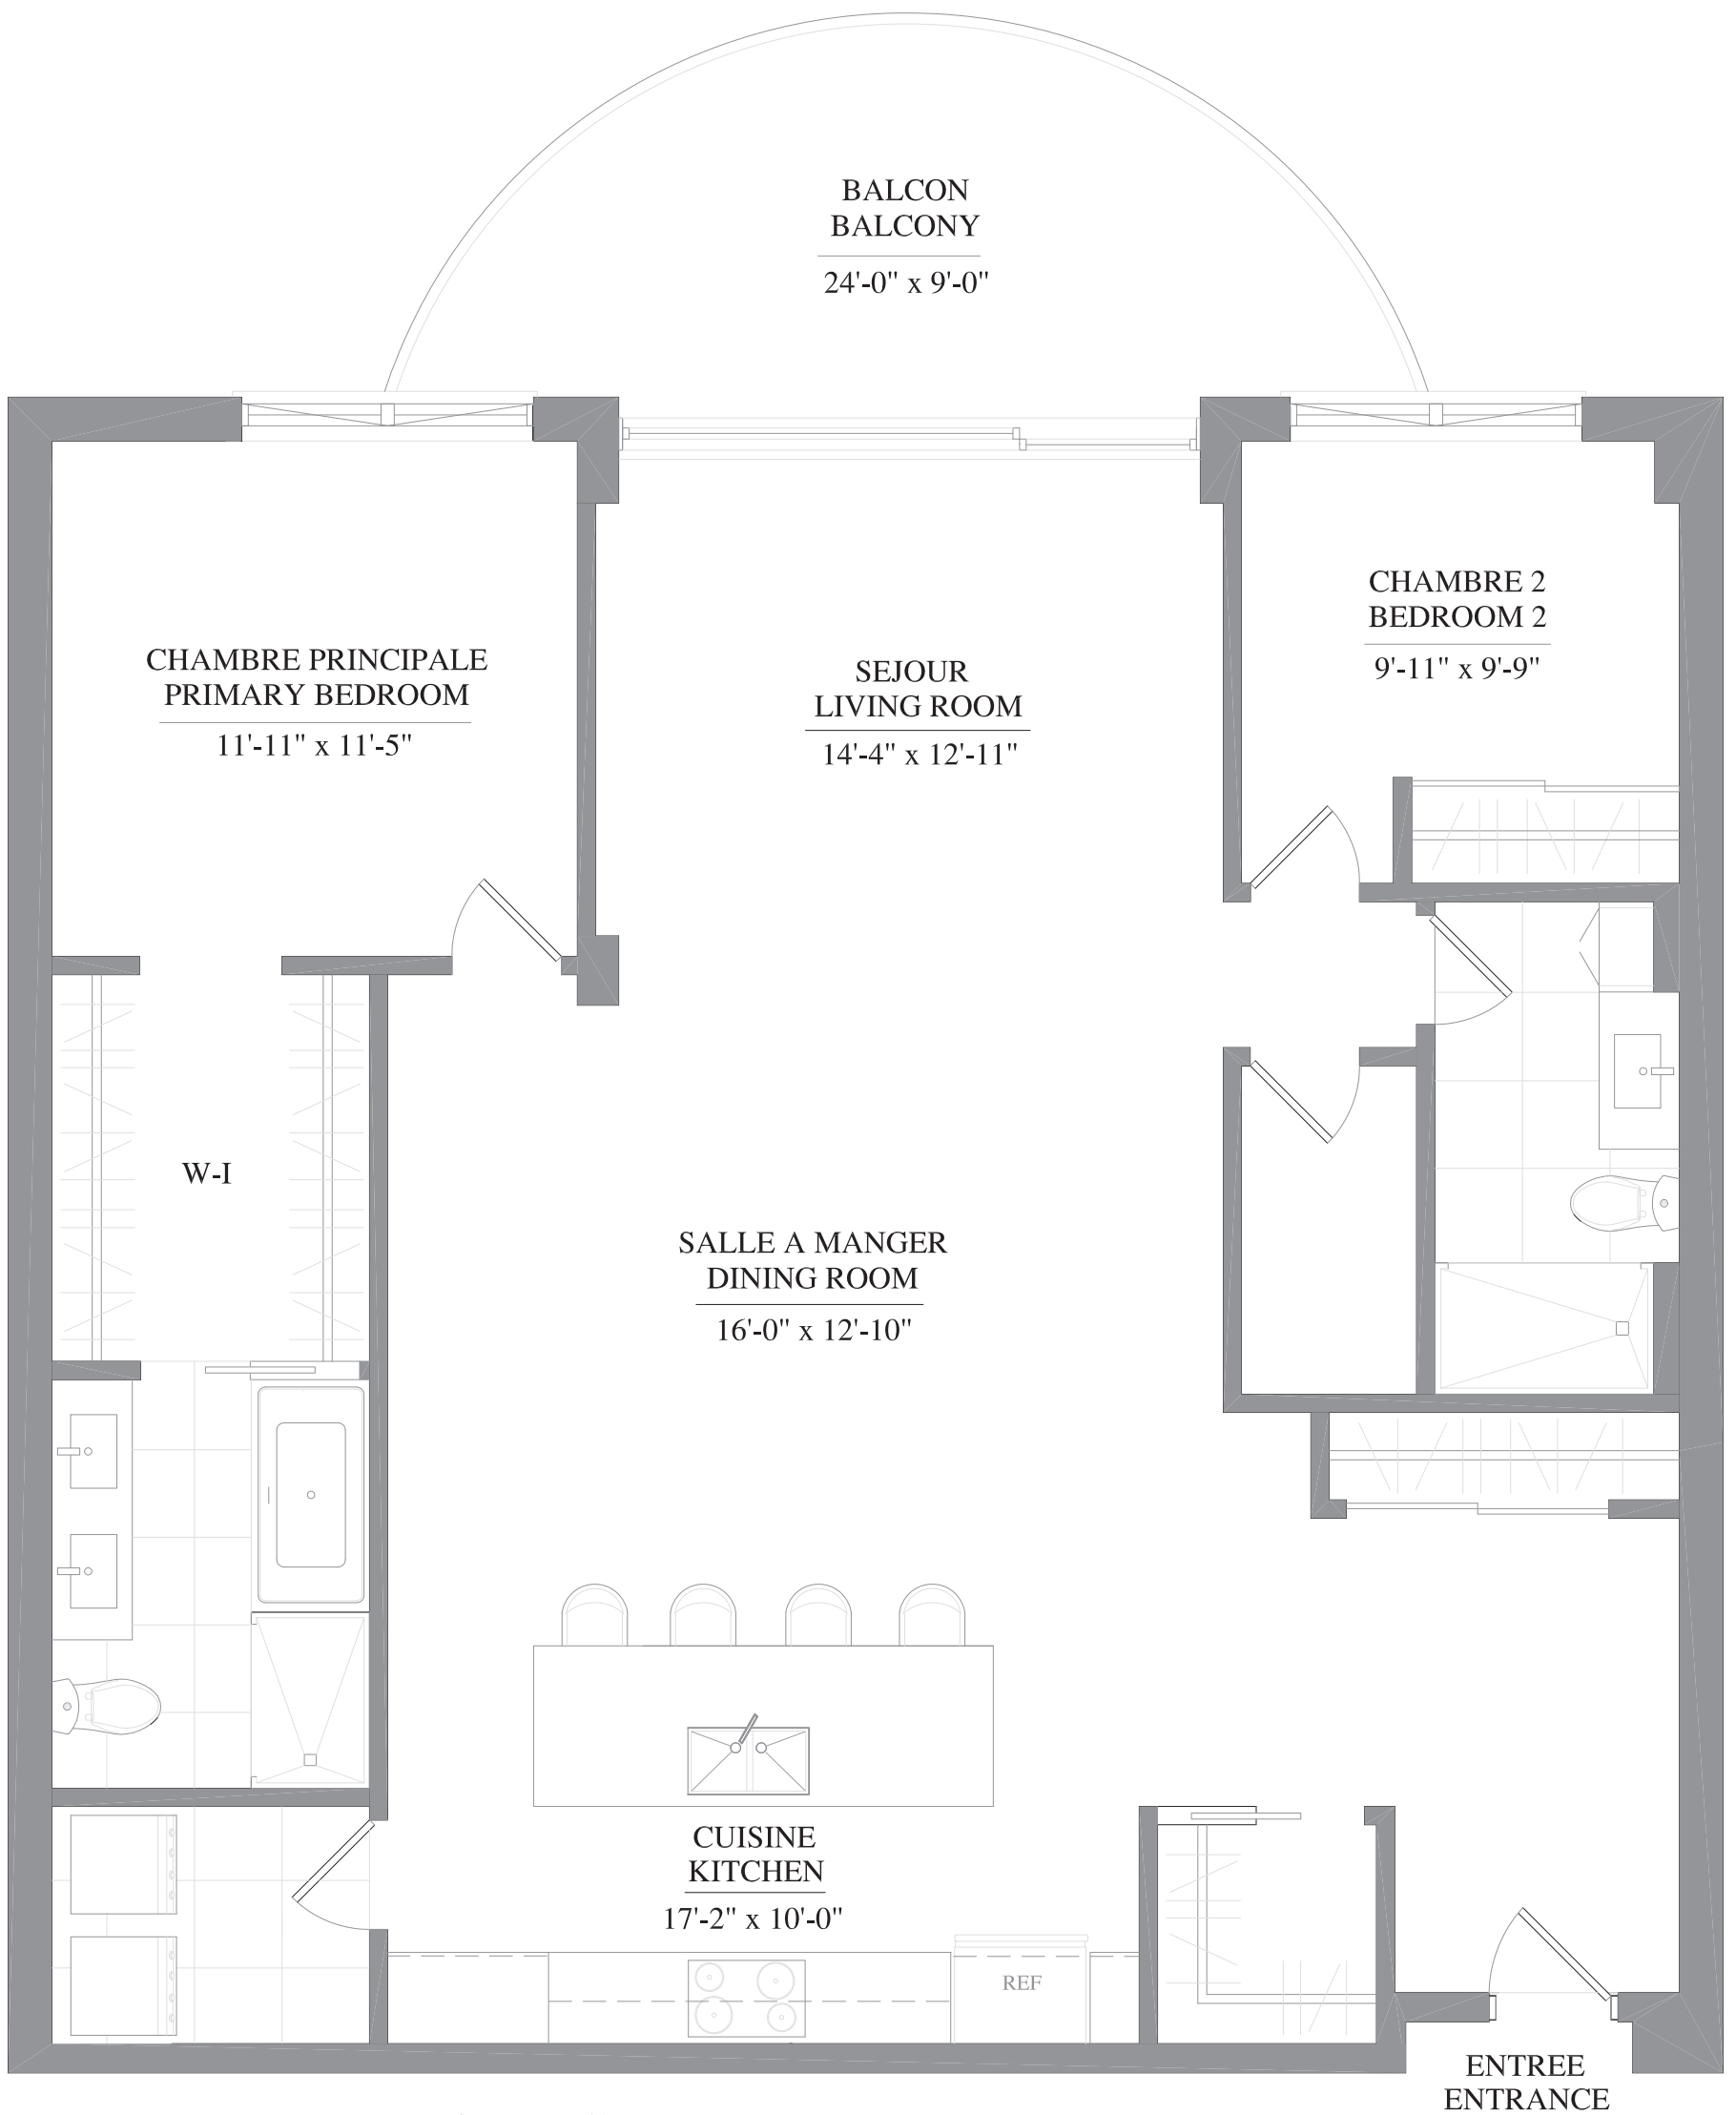 BALCON
BALCONY
24'-0" x 9'-0"
CHAMBRE 2
BEDROOM 2
9'-11" x 9'-9"
CHAMBRE PRINCIPALE
PRIMARY BEDROOM
11'-11" x 11'-5"
SEJOUR
LIVING ROOM
14'-4" x 12'-11"
W-I
SALLE A MANGER
DINING ROOM
16'-0" x 12'-10"
CUISINE
KITCHEN
17'-2" x 10'-0"
REF
ENTREE
ENTRANCE